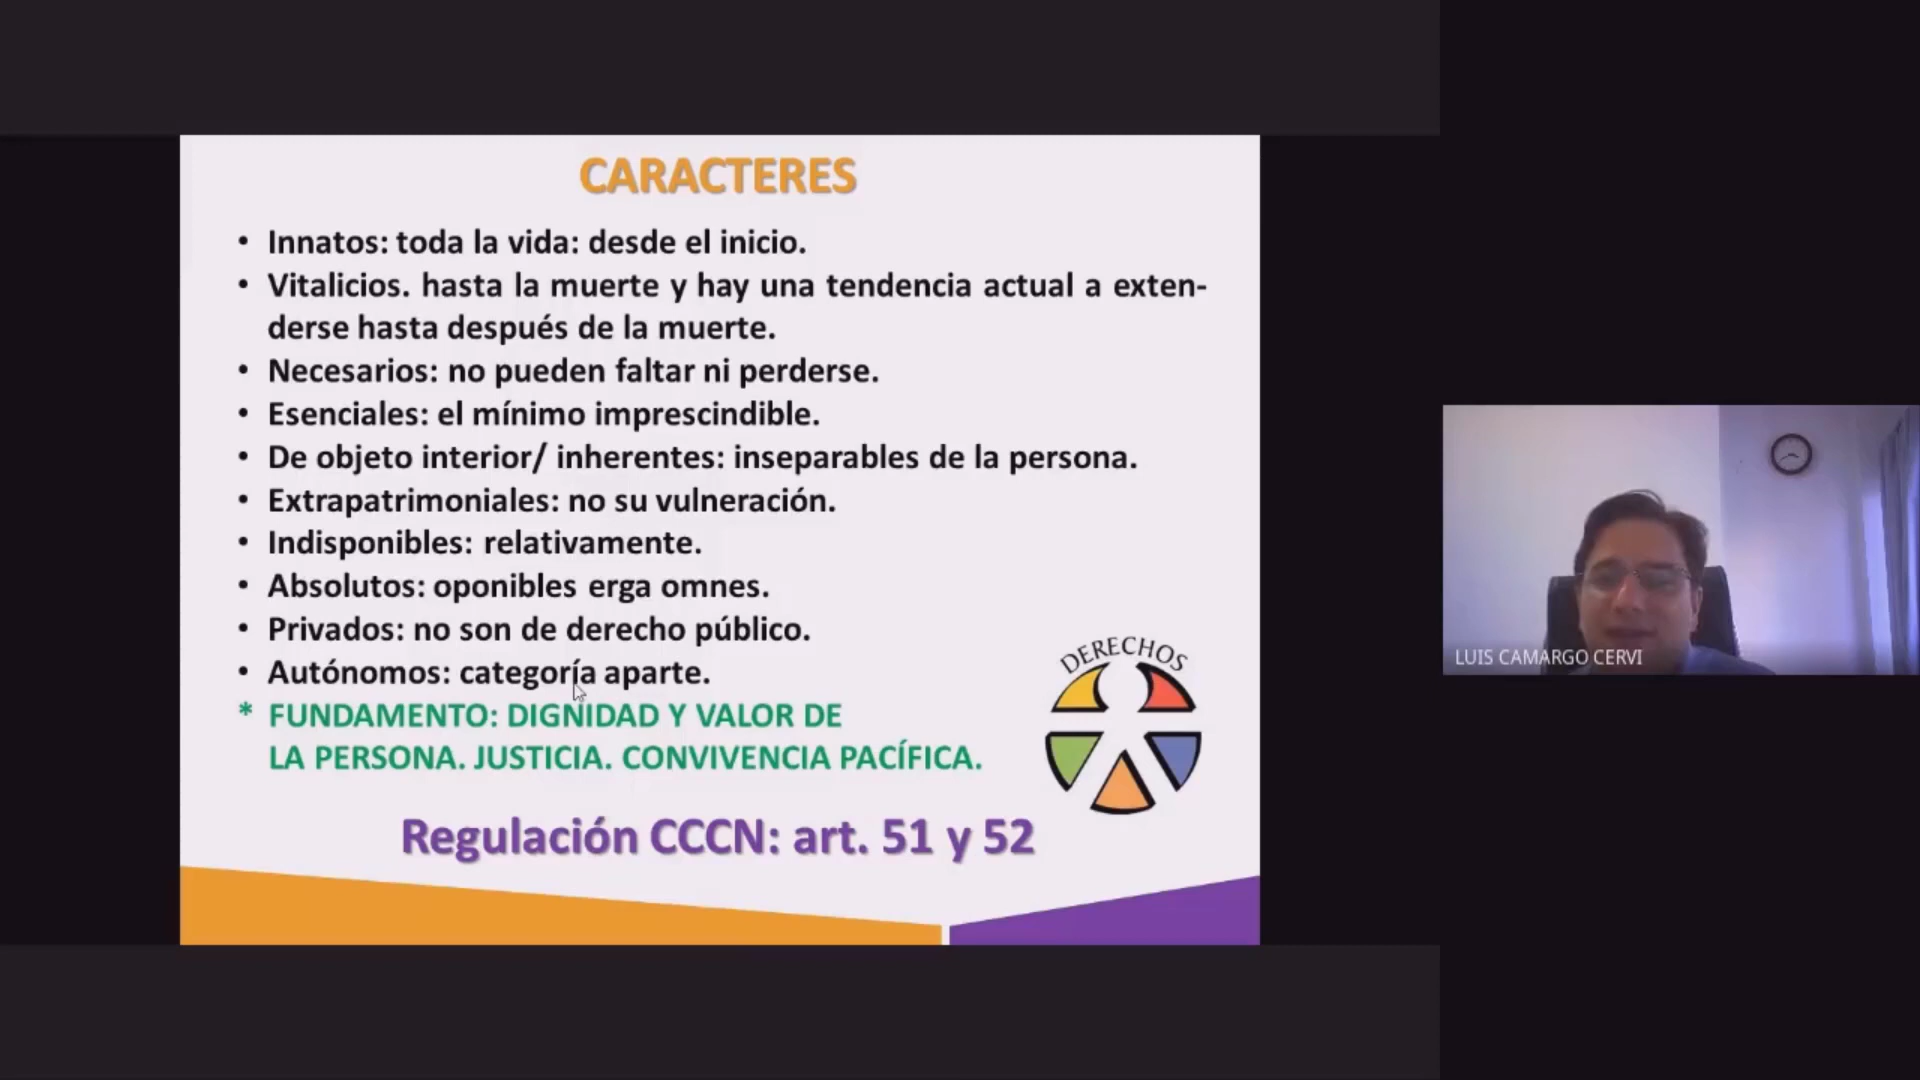 CARACTERES
• Innatos: toda la vida: desde el inicio.
• Vitalicios. hasta la muerte y hay una tendencia actual a exten-
derse hasta después de la muerte.
• Necesarios: no pueden faltar ni perderse.
• Esenciales: el mínimo imprescindible.
• De objeto interior/ inherentes: inseparables de la persona.
• Extrapatrimoniales: no su vulneración.
• Indisponibles: relativamente.
• Absolutos: oponibles erga omnes.
• Privados: no son de derecho público.
• Autónomos: categoría aparte.
* FUNDAMENTO: DIGNIDAD Y VALOR DE
LA PERSONA. JUSTICIA. CONVIVENCIA PACÍFICA.
DERECHOS
Regulación CCCN: art. 51 y 52
LUIS CAMARGO CERVI